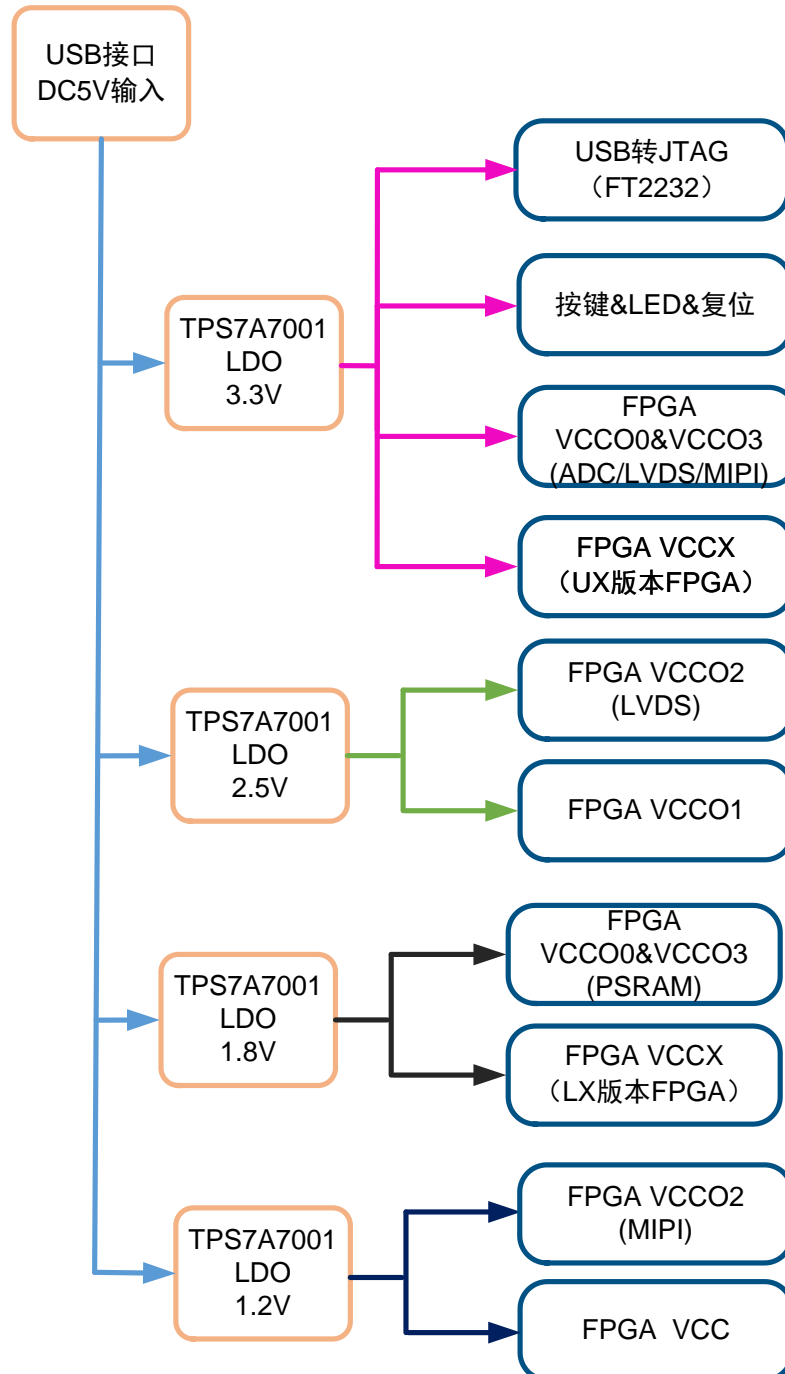 USB接口
DC5V输入
USB转JTAG
（FT2232）
按键&LED&复位
TPS7A7001
LDO
3.3V
FPGA
VCCO0&VCCO3
(ADC/LVDS/MIPI)
FPGA VCCX
（UX版本FPGA）
FPGA VCCO2
(LVDS)
TPS7A7001
LDO
2.5V
FPGA VCCO1
FPGA
VCCO0&VCCO3
(PSRAM)
TPS7A7001
LDO
1.8V
FPGA VCCX
（LX版本FPGA）
FPGA VCCO2
(MIPI)
TPS7A7001
LDO
1.2V
FPGA VCC